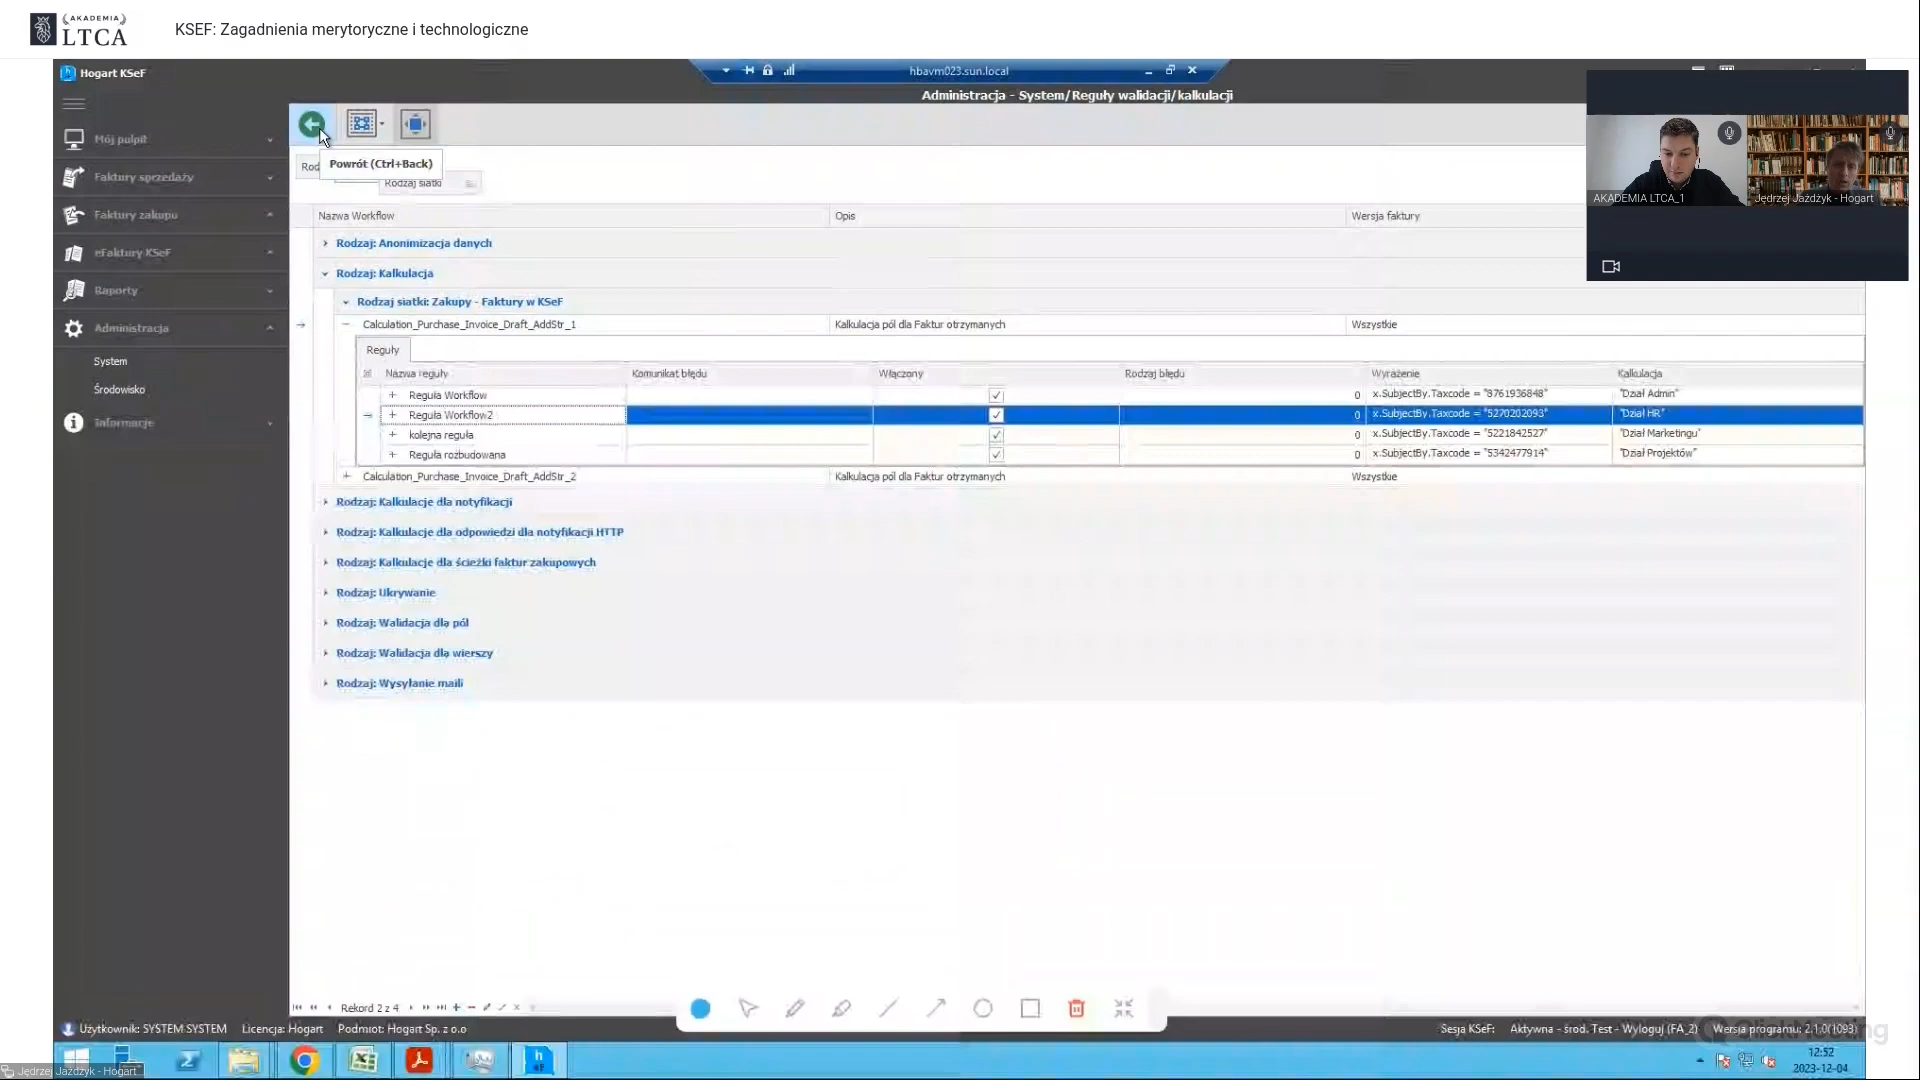 AKADEMIA
LTCA
KSEF: Zagadnienia merytoryczne i technologiczne
Hogart KSeF
hbavm023.sun.local
Administracja - System/Reguły walidacji/kalkulacji
Mój pulpit
Faktury sprzedaży
Faktury zakupu
eFaktury KSeF
Raporty
Administracja
System
Środowisko
Informacje
Powrót (Ctrl+Back)
Rodzaj siatki
Nazwa Workflow Opis Wersja faktury
Rodzaj: Anonimizacja danych
Rodzaj: Kalkulacja
Rodzaj siatki: Zakupy - Faktury w KSeF
Calculation_Purchase_Invoice_Draft_AddStr_1 Kalkulacja pól dla Faktur otrzymanych Wszystkie
Reguły
Nazwa reguły Komunikat błędu Włączony Rodzaj błędu Wyrażenie Kalkulacja
Reguła Workflow 0 x.SubjectBy.Taxcode = "8761936848" "Dział Admin"
Reguła Workflow2 0 x.SubjectBy.Taxcode = "5270202093" "Dział HR"
kolejna reguła 0 x.SubjectBy.Taxcode = "5221842527" "Dział Marketingu"
Reguła rozbudowana 0 x.SubjectBy.Taxcode = "5342477914" "Dział Projektów"
Calculation_Purchase_Invoice_Draft_AddStr_2 Kalkulacja pól dla Faktur otrzymanych Wszystkie
Rodzaj: Kalkulacje dla notyfikacji
Rodzaj: Kalkulacje dla odpowiedzi dla notyfikacji HTTP
Rodzaj: Kalkulacje dla ścieżki faktur zakupowych
Rodzaj: Ukrywanie
Rodzaj: Walidacja dla pól
Rodzaj: Walidacja dla wierszy
Rodzaj: Wysyłanie maili
AKADEMIA LTCA_1
Jędrzej Jażdżyk - Hogart
Rekord 2 z 4
Użytkownik: SYSTEM SYSTEM Licencja: Hogart Podmiot: Hogart Sp. z o.o
Sesja KSeF: Aktywna - środ. Test - Wyloguj (FA_2) Wersja programu: 2.1.0(1093)
ClickMeeting
12:52
2023-12-04
Jędrzej Jażdżyk - Hogart